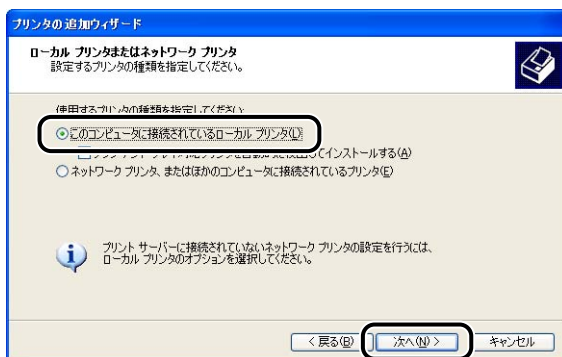 プリンタの追加ウィザード
ローカル プリンタまたはネットワーク プリンタ
設定するプリンタの種類を指定してください。
使用するプリンタの種類を指定してください:
このコンピュータに接続されているローカル プリンタ(L)
インストールする(A)
ネットワーク プリンタ、またはほかのコンピュータに接続されているプリンタ(E)
プリント サーバーに接続されていないネットワーク プリンタの設定を行うには、
ローカル プリンタのオプションを選択してください。
< 戻る(B)
次へ(N) >
キャンセル